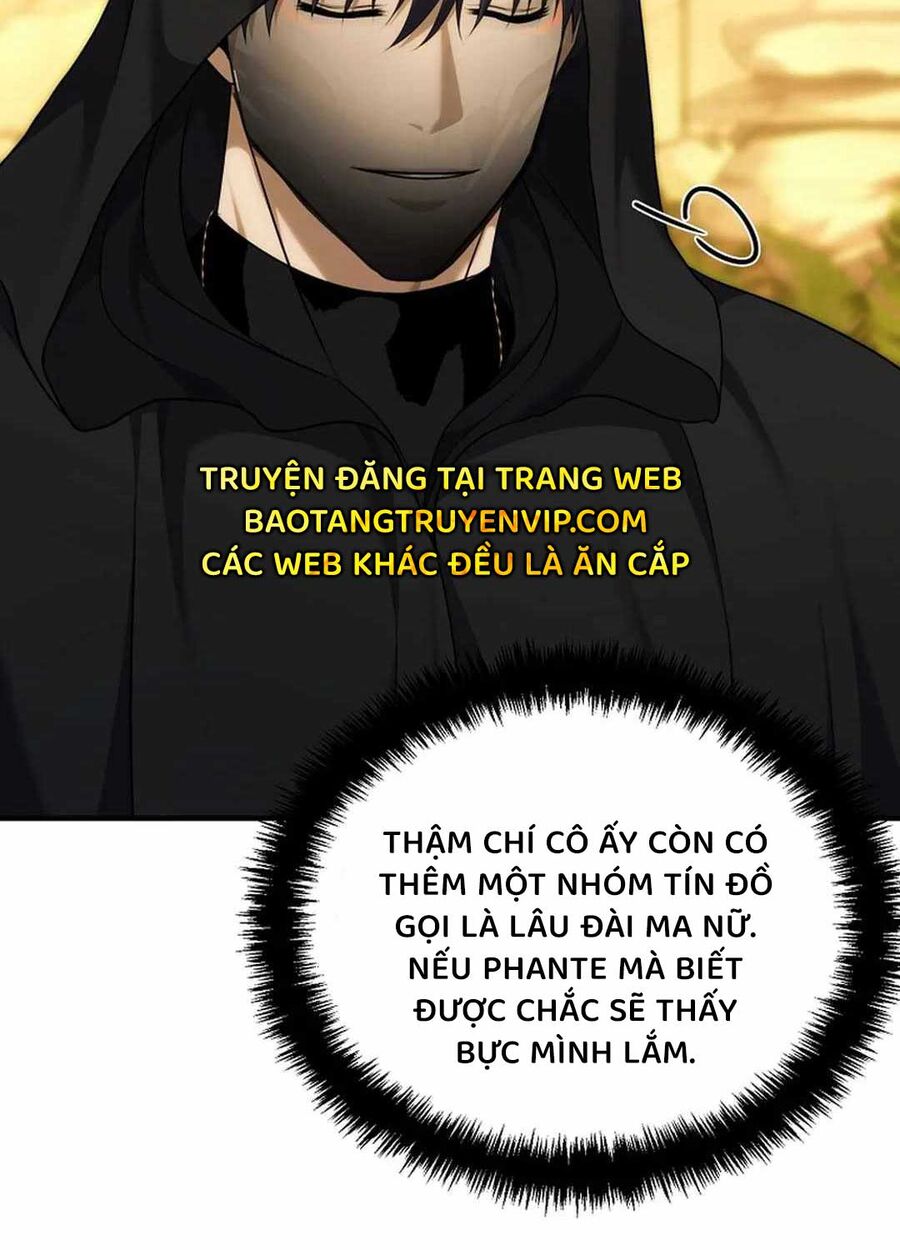 TRUYỆN ĐĂNG TẠI TRANG WEB
BAOTANGTRUYENVIP.COM
CÁC WEB KHÁC ĐỀU LÀ ĂN CẮP
THẬM CHÍ CÔ ẤY CÒN CÓ
THÊM MỘT NHÓM TÍN ĐỒ
GỌI LÀ LÂU ĐÀI MA NỮ.
NẾU PHANTE MÀ BIẾT
ĐƯỢC CHẮC SẼ THẤY
BỰC MÌNH LẮM.